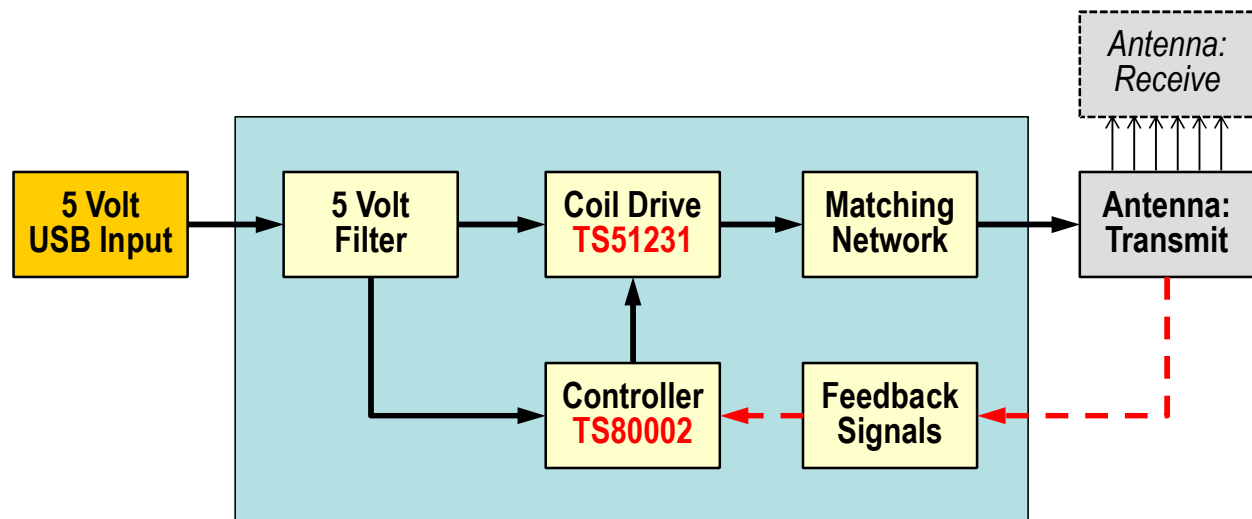 Antenna:
Receive
5 Volt
USB Input
5 Volt
Filter
Coil Drive
TS51231
Matching
Network
Antenna:
Transmit
Controller
TS80002
Feedback
Signals